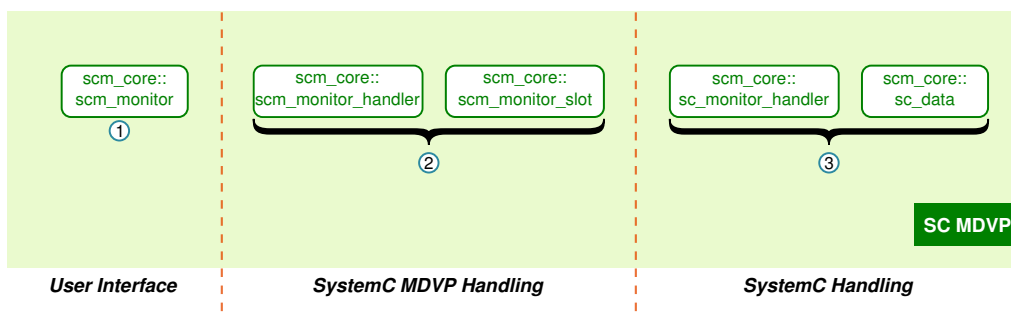 scm_core::
scm_monitor
1
scm_core::
scm_monitor_handler
scm_core::
scm_monitor_slot
2
scm_core::
sc_monitor_handler
scm_core::
sc_data
3
SC MDVP
User Interface
SystemC MDVP Handling
SystemC Handling